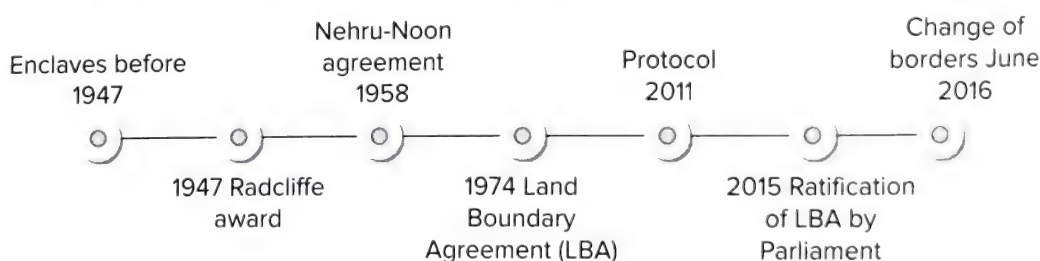 Enclaves before
1947
1947 Radcliffe
award
Nehru-Noon
agreement
1958
1974 Land
Boundary
Agreement (LBA)
Protocol
2011
2015 Ratification
of LBA by
Parliament
Change of
borders June
2016